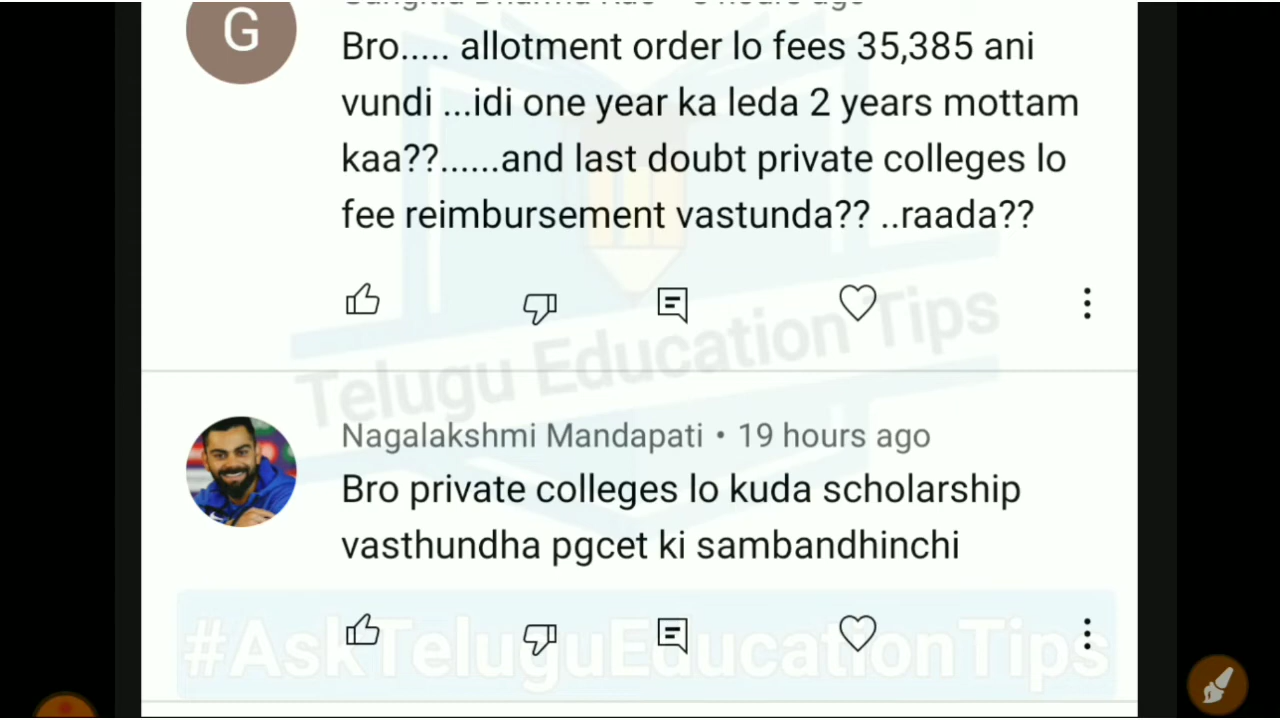 G
Bro..... allotment order lo fees 35,385 ani
vundi ...idi one year ka leda 2 years mottam
kaa??......and last doubt private colleges lo
fee reimbursement vastunda?? ..raada??
Telugu Education Tips
Nagalakshmi Mandapati • 19 hours ago
Bro private colleges lo kuda scholarship
vasthundha pgcet ki sambandhinchi
#AskTeluguEducationTips